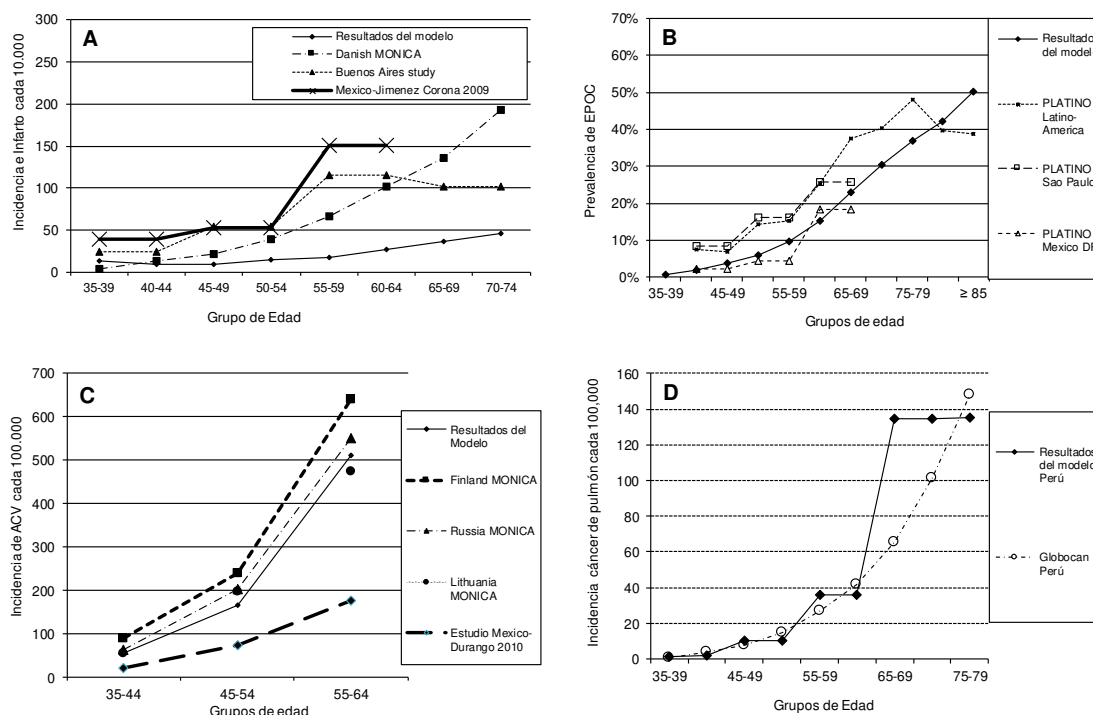 A
Incidencia e Infarto cada 10.000
300
250
200
150
100
50
0
35-39 40-44 45-49 50-54 55-59 60-64 65-69 70-74
Grupo de Edad
Resultados del modelo
Danish MONICA
Buenos Aires study
Mexico-Jimenez Corona 2009
B
Prevalencia de EPOC
70%
60%
50%
40%
30%
20%
10%
0%
35-39 45-49 55-59 65-69 75-79 ≥ 85
Grupos de edad
Resultados
del modelo
PLATINO
Latino-
America
PLATINO
Sao Paulo
PLATINO
Mexico DF
C
Incidencia de ACV cada 100.000
700
600
500
400
300
200
100
0
35-44 45-54 55-64
Grupos de edad
Resultados del
Modelo
Finland MONICA
Russia MONICA
Lithuania
MONICA
Estudio Mexico-
Durango 2010
D
Incidencia cáncer de pulmón cada 100,000
160
140
120
100
80
60
40
20
0
35-39 45-49 55-59 65-69 75-79
Grupos de Edad
Resultados
del modelo
Perú
Globocan
Perú